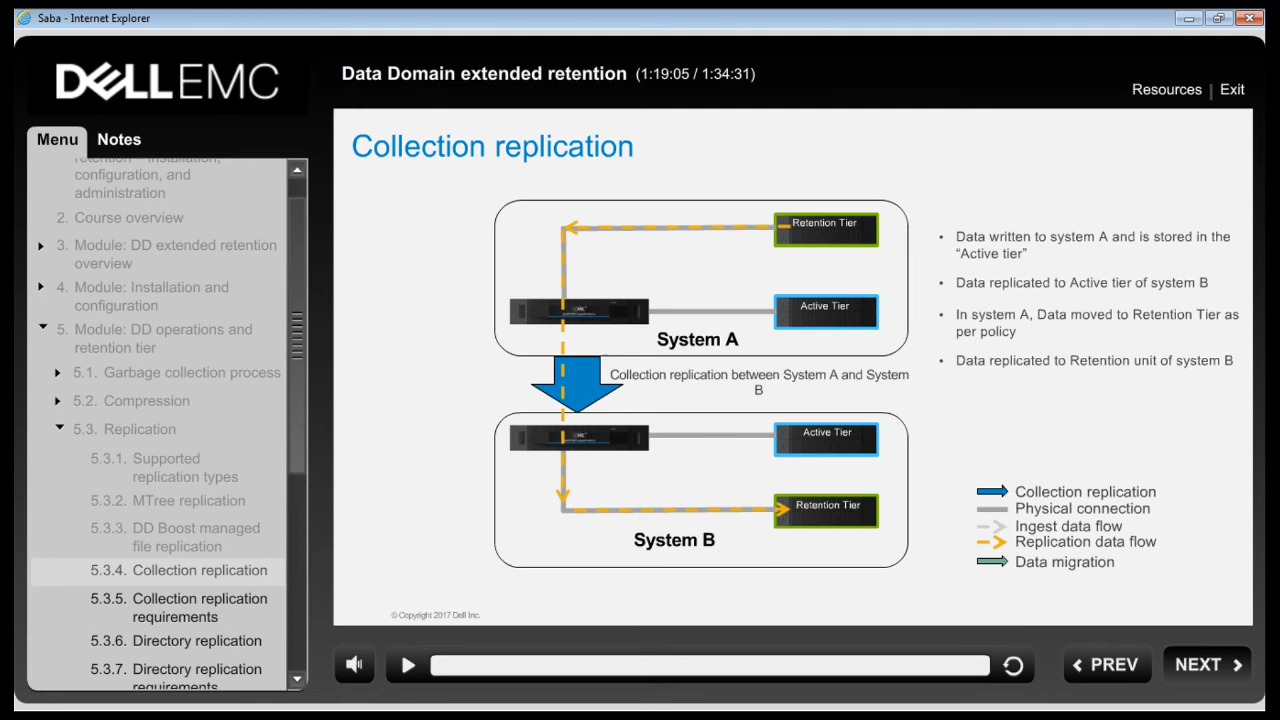 Saba - Internet Explorer
DELLEMC
Data Domain extended retention (1:19:05 / 1:34:31)
Resources | Exit
Menu
Notes
retention - installation,
configuration, and
administration
2. Course overview
3. Module: DD extended retention
overview
4. Module: Installation and
configuration
5. Module: DD operations and
retention tier
5.1. Garbage collection process
5.2. Compression
5.3. Replication
5.3.1. Supported
replication types
5.3.2. MTree replication
5.3.3. DD Boost managed
file replication
5.3.4. Collection replication
5.3.5. Collection replication
requirements
5.3.6. Directory replication
5.3.7. Directory replication
requirements
Collection replication
Retention Tier
Active Tier
EMC
System A
Collection replication between System A and System
B
EMC
Active Tier
Retention Tier
System B
• Data written to system A and is stored in the
“Active tier”
• Data replicated to Active tier of system B
• In system A, Data moved to Retention Tier as
per policy
• Data replicated to Retention unit of system B
Collection replication
Physical connection
Ingest data flow
Replication data flow
Data migration
© Copyright 2017 Dell Inc.
PREV
NEXT